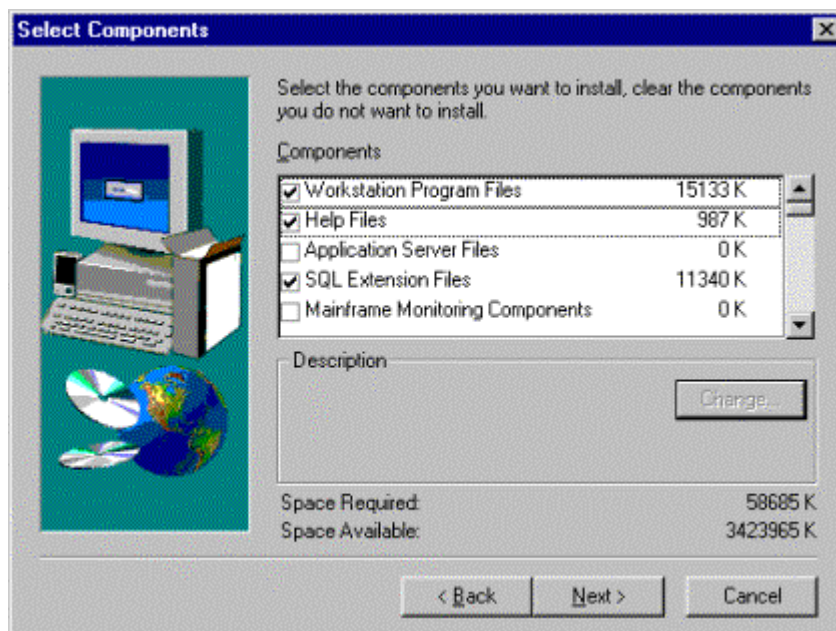 Select Components
Select the components you want to install, clear the components
you do not want to install.
Components
Workstation Program Files 15133 K
Help Files 987 K
Application Server Files 0 K
SQL Extension Files 11340 K
Mainframe Monitoring Components 0 K
Description
Change...
Space Required: 58685 K
Space Available: 3423965 K
< Back Next > Cancel